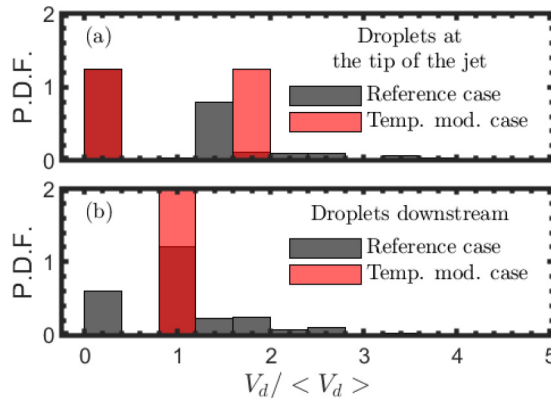 2
(a)
Droplets at
the tip of the jet
P.D.F.
1
Reference case
Temp. mod. case
0
2
(b)
Droplets downstream
P.D.F.
1
Reference case
Temp. mod. case
0
0 1 2 3 4 5
V_d / < V_d >